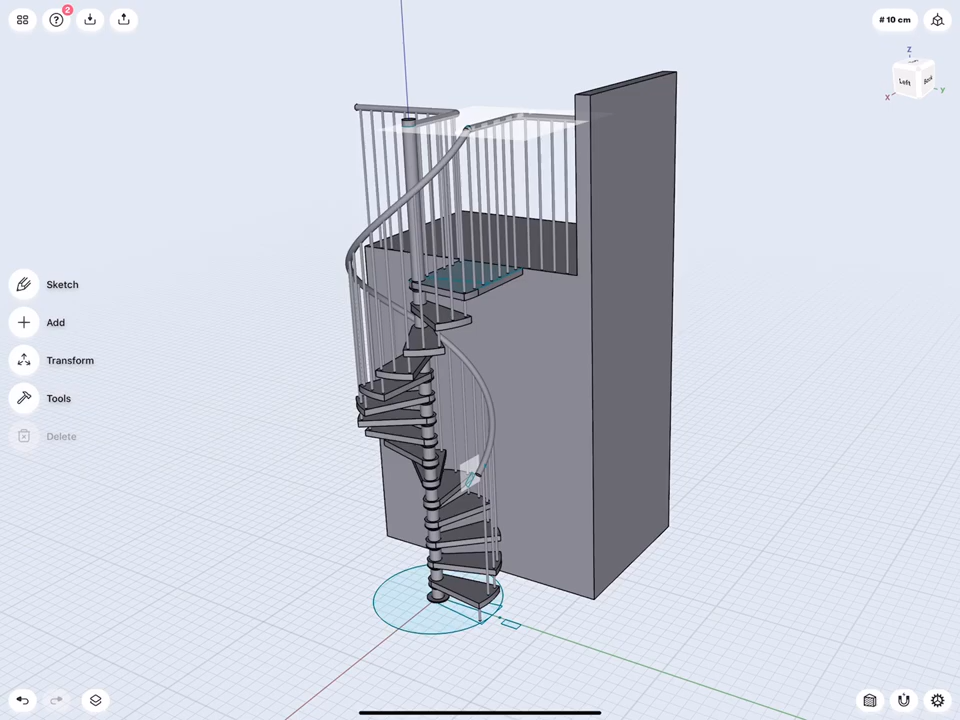 2
# 10 cm
Z
Left
Back
X
Y
Sketch
Add
Transform
Tools
Delete